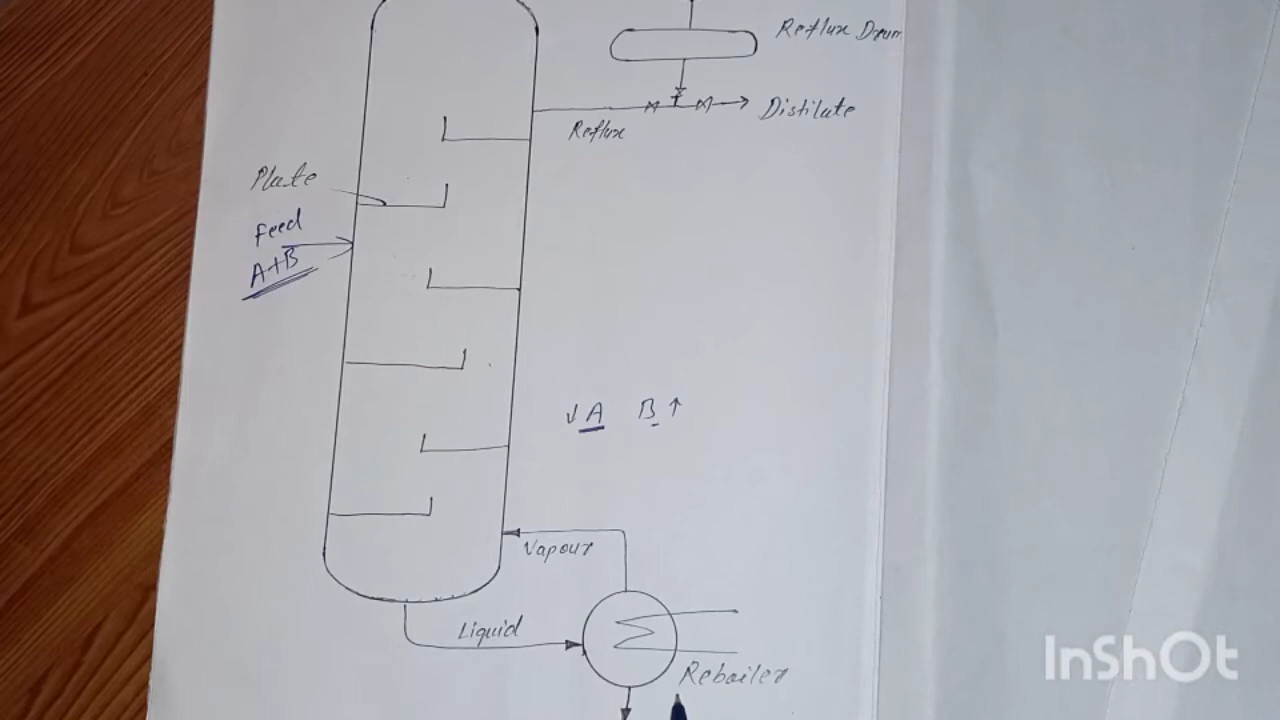 Reflux Drum
Distilate
Reflux
Plate
feed
A+B
↓ A B ↑
Vapour
Liquid
Reboiler
InShOt